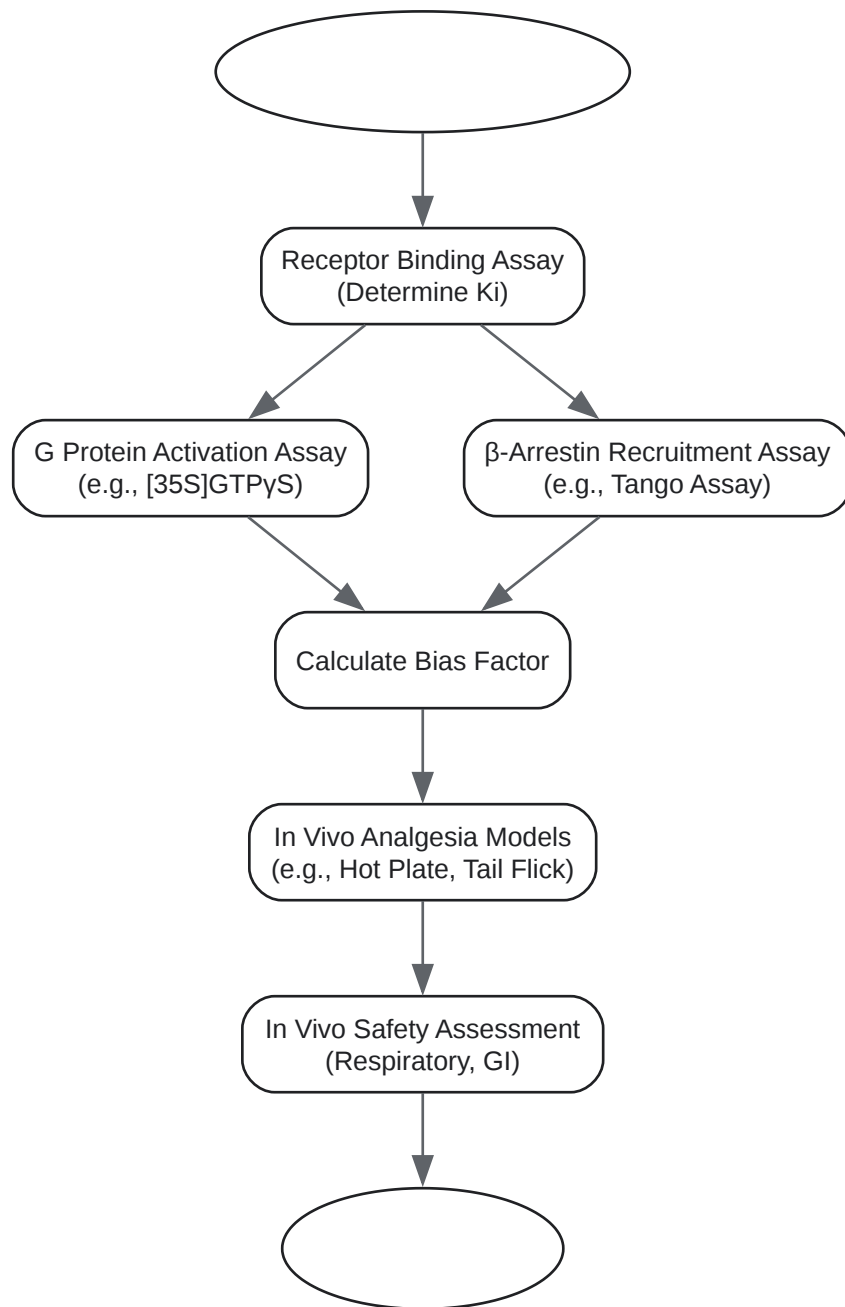 Receptor Binding Assay
(Determine Ki)
G Protein Activation Assay
(e.g., [35S]GTPγS)
β-Arrestin Recruitment Assay
(e.g., Tango Assay)
Calculate Bias Factor
In Vivo Analgesia Models
(e.g., Hot Plate, Tail Flick)
In Vivo Safety Assessment
(Respiratory, GI)